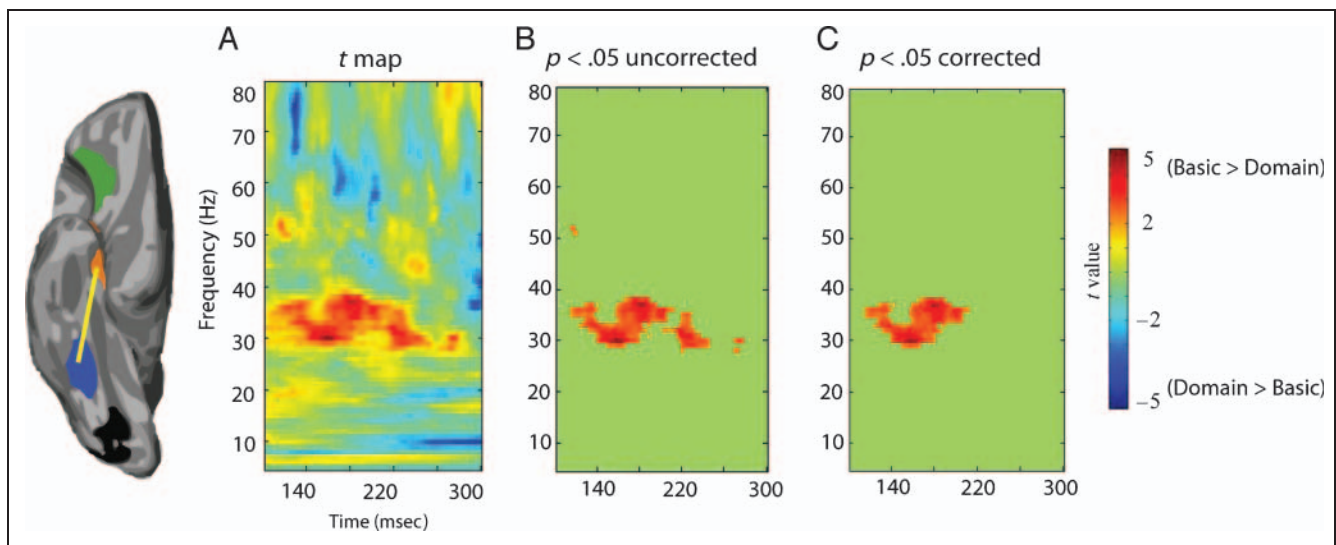 A
t map
80
70
60
50
40
30
20
10
Frequency (Hz)
140 220 300
Time (msec)
B
p < .05 uncorrected
80
70
60
50
40
30
20
10
140 220 300
C
p < .05 corrected
80
70
60
50
40
30
20
10
140 220 300
5 (Basic > Domain)
2
t value
−2
−5 (Domain > Basic)